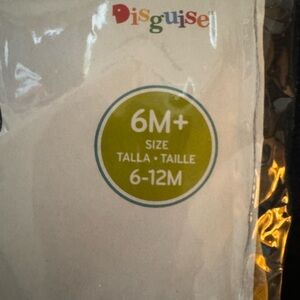 Disguise
6M+
SIZE
TALLA • TAILLE
6-12M